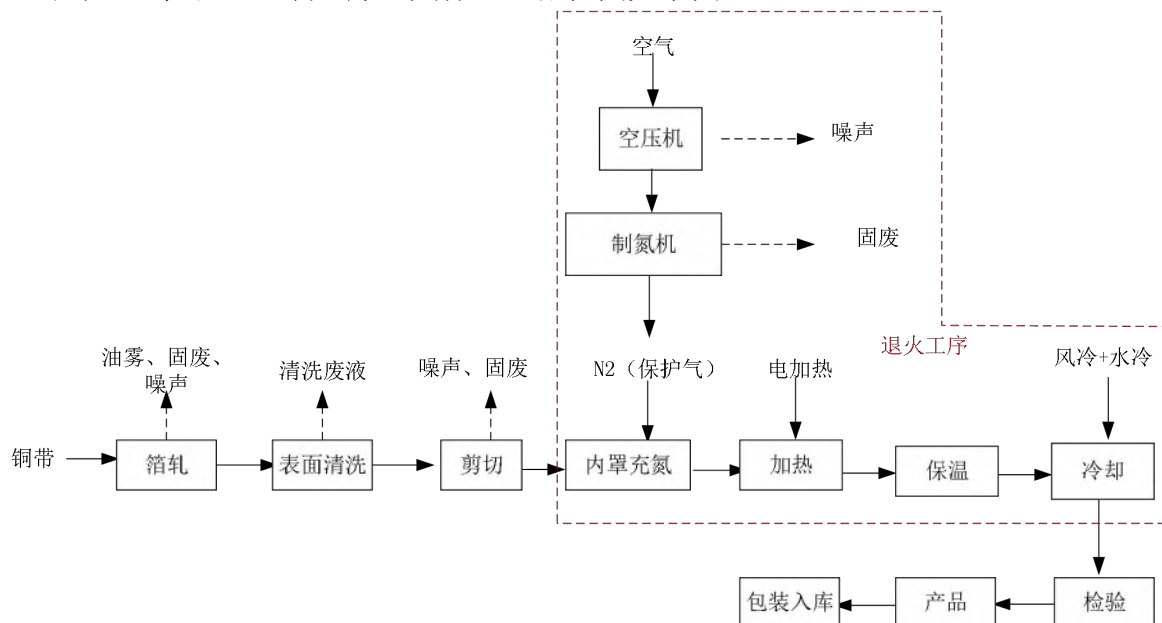 空气
空压机
噪声
制氮机
固废
退火工序
油雾、固废、
噪声
清洗废液
噪声、固废
N2（保护气）
电加热
风冷+水冷
铜带
箔轧
表面清洗
剪切
内罩充氮
加热
保温
冷却
包装入库
产品
检验